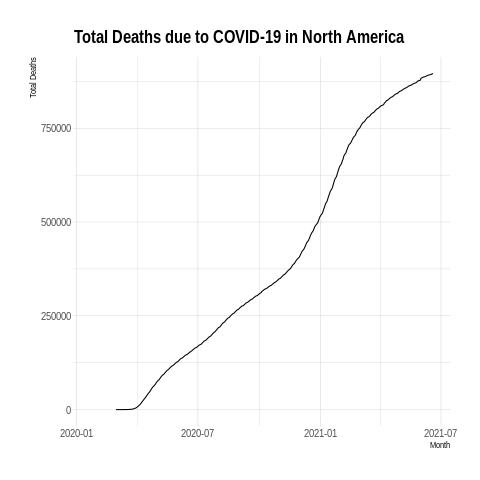 Total Deaths due to COVID-19 in North America
Total Deaths
750000
500000
250000
0
2020-01 2020-07 2021-01 2021-07
Month